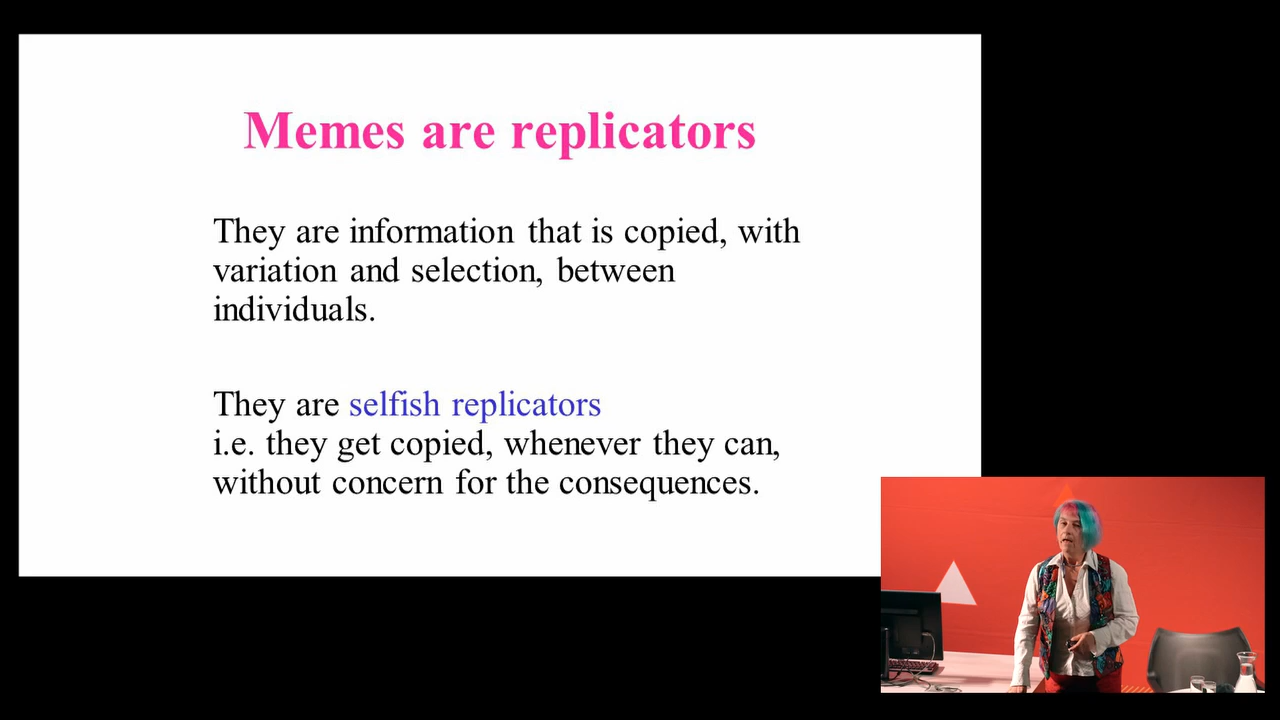 Memes are replicators
They are information that is copied, with
variation and selection, between
individuals.
They are selfish replicators
i.e. they get copied, whenever they can,
without concern for the consequences.